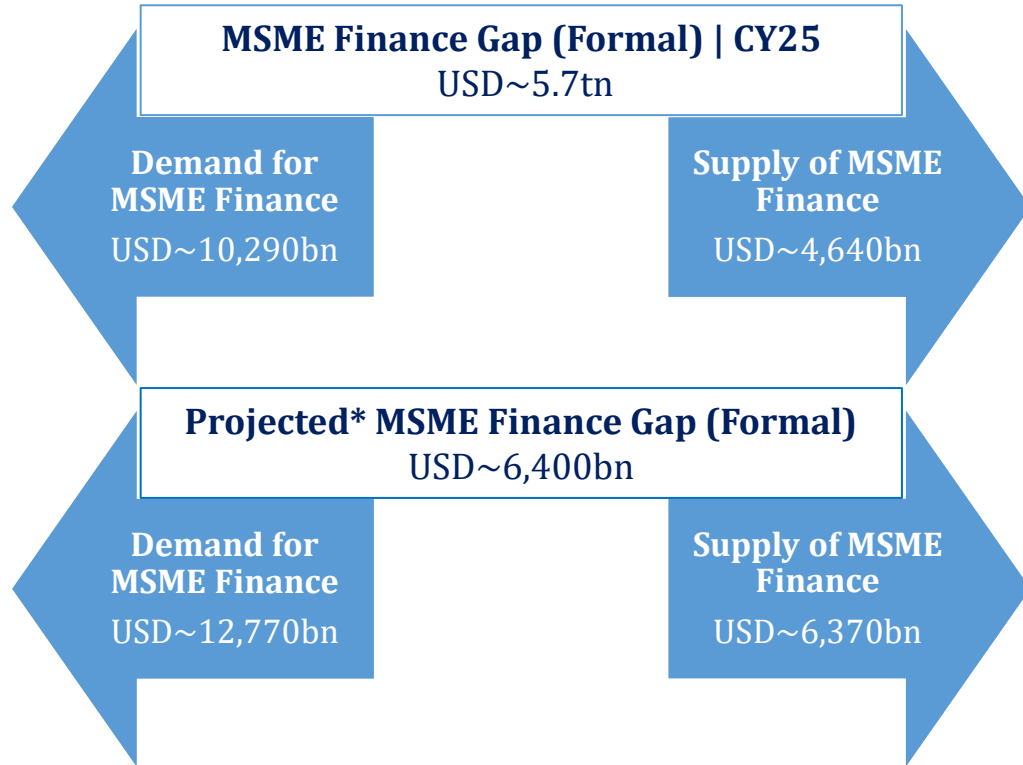 MSME Finance Gap (Formal) | CY25
USD~5.7tn
Demand for
MSME Finance
USD~10,290bn
Supply of MSME
Finance
USD~4,640bn
Projected* MSME Finance Gap (Formal)
USD~6,400bn
Demand for
MSME Finance
USD~12,770bn
Supply of MSME
Finance
USD~6,370bn